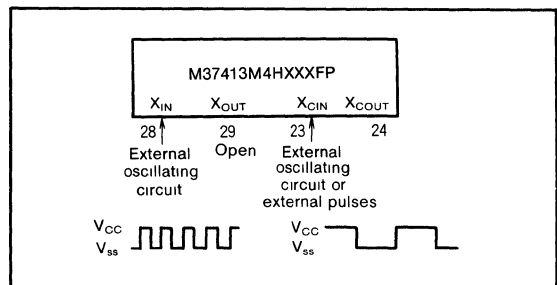 M37413M4HXXXFP
XIN XOUT XCIN XCOUT
28 29 23 24
External oscillating circuit
Open
External oscillating circuit or external pulses
VCC
Vss
VCC
Vss